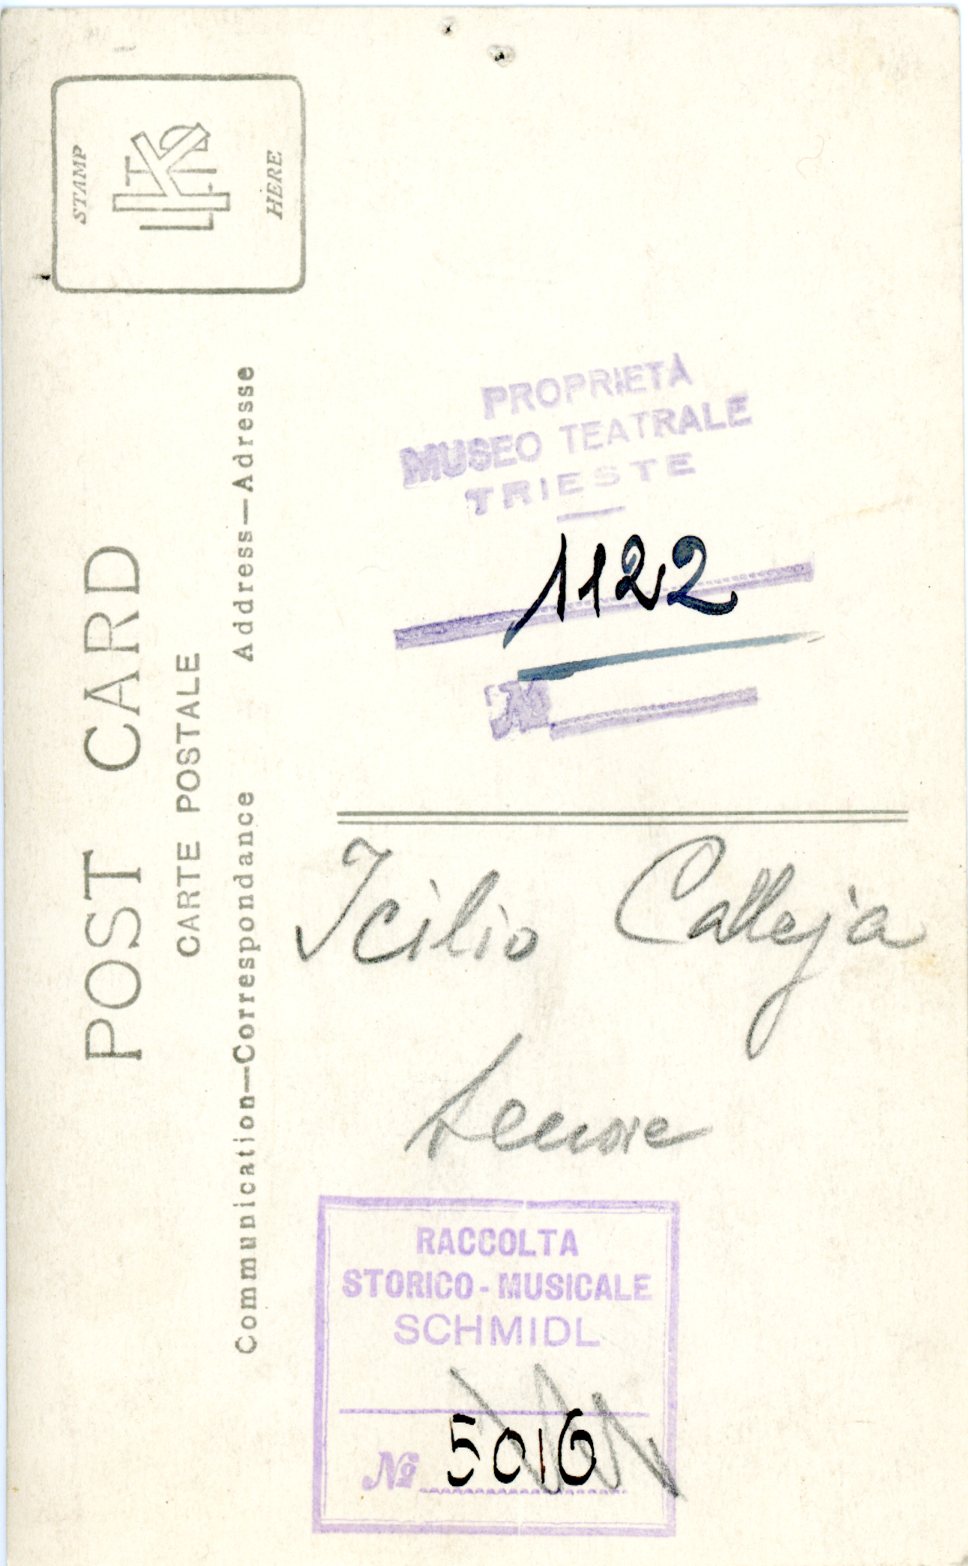 STAMP
HERE
POST CARD
CARTE POSTALE
Communication—Correspondance Address—Adresse
PROPRIETÀ
MUSEO TEATRALE
TRIESTE
1122
Icilio Calleja
tenore
RACCOLTA
STORICO-MUSICALE
SCHMIDL
No 5016